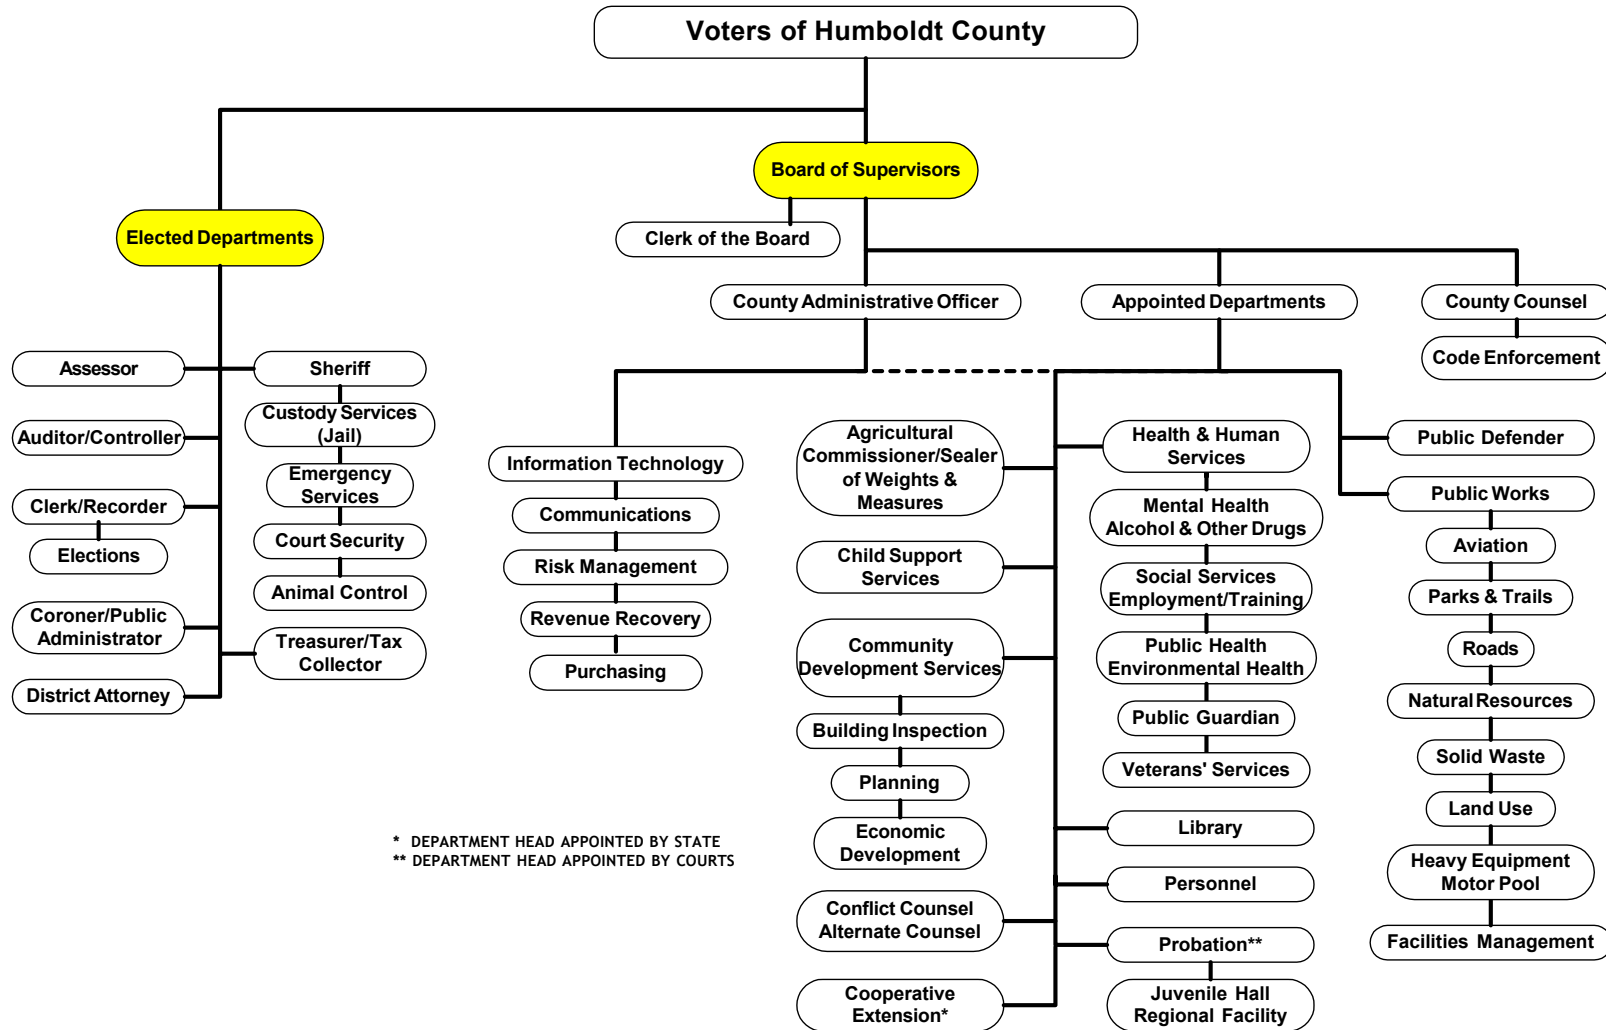 Voters of Humboldt County
Board of Supervisors
Clerk of the Board
Elected Departments
County Administrative Officer
Appointed Departments
County Counsel
Code Enforcement
Assessor
Auditor/Controller
Clerk/Recorder
Elections
Coroner/Public
Administrator
District Attorney
Sheriff
Custody Services
(Jail)
Emergency
Services
Court Security
Animal Control
Treasurer/Tax
Collector
Information Technology
Communications
Risk Management
Revenue Recovery
Purchasing
Agricultural
Commissioner/Sealer
of Weights &
Measures
Child Support
Services
Community
Development Services
Building Inspection
Planning
Economic
Development
Conflict Counsel
Alternate Counsel
Cooperative
Extension*
Health & Human
Services
Mental Health
Alcohol & Other Drugs
Social Services
Employment/Training
Public Health
Environmental Health
Public Guardian
Veterans' Services
Library
Personnel
Probation**
Juvenile Hall
Regional Facility
Public Defender
Public Works
Aviation
Parks & Trails
Roads
Natural Resources
Solid Waste
Land Use
Heavy Equipment
Motor Pool
Facilities Management
* DEPARTMENT HEAD APPOINTED BY STATE
** DEPARTMENT HEAD APPOINTED BY COURTS